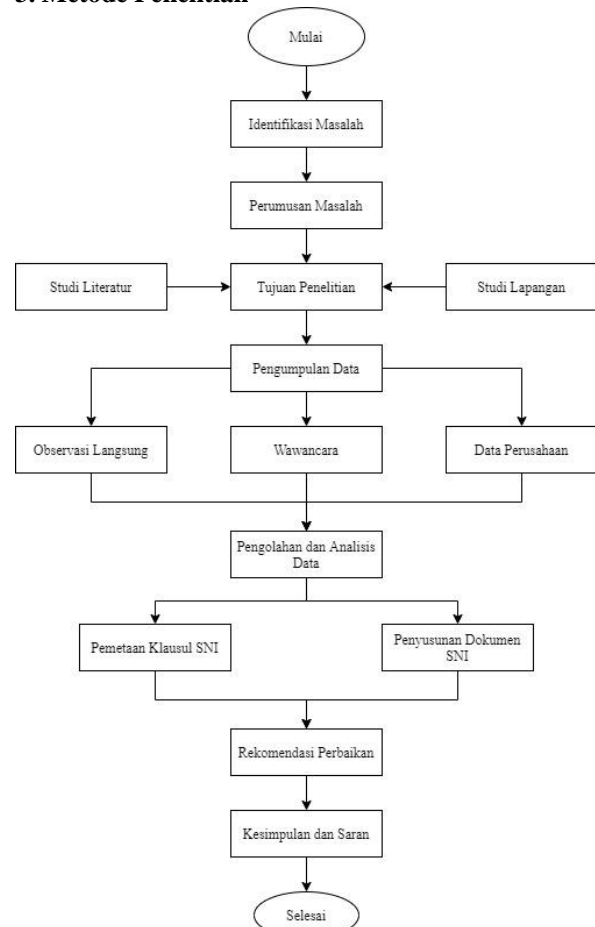 3. Metode Penelitian
Mulai
Identifikasi Masalah
Perumusan Masalah
Studi Literatur
Tujuan Penelitian
Studi Lapangan
Pengumpulan Data
Observasi Langsung
Wawancara
Data Perusahaan
Pengolahan dan Analisis
Data
Pemetaan Klausul SNI
Penyusunan Dokumen
SNI
Rekomendasi Perbaikan
Kesimpulan dan Saran
Selesai